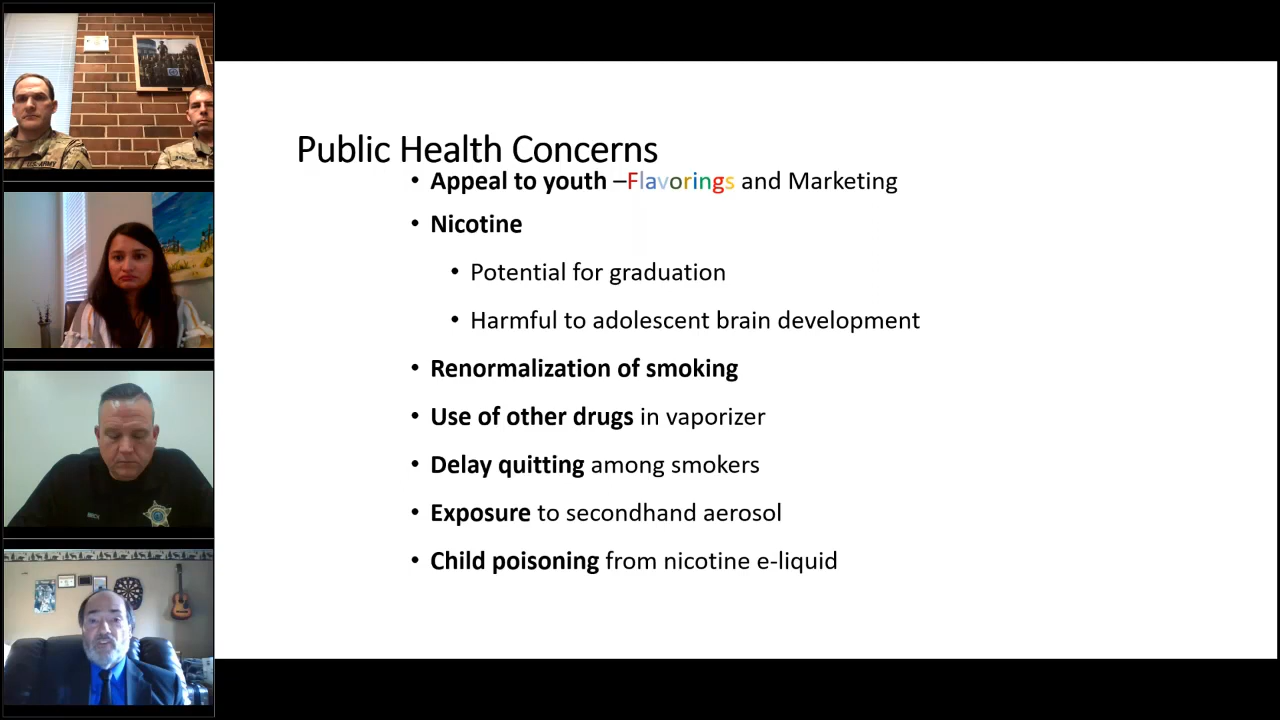 U.S. ARMY
Public Health Concerns
• Appeal to youth –Flavorings and Marketing
• Nicotine
• Potential for graduation
• Harmful to adolescent brain development
• Renormalization of smoking
• Use of other drugs in vaporizer
• Delay quitting among smokers
• Exposure to secondhand aerosol
• Child poisoning from nicotine e-liquid